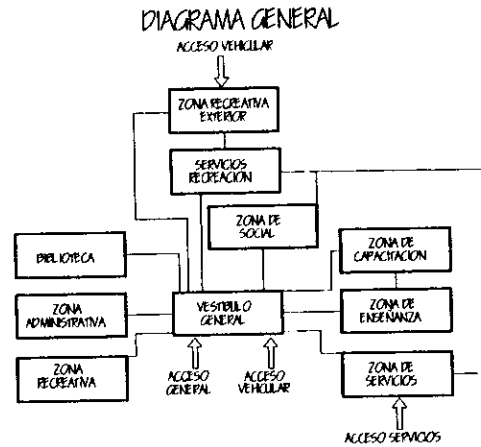 DIAGRAMA GENERAL
ACCESO VEHICULAR
ZONA RECREATIVA
EXTERIOR
SERVICIOS
RECREACION
ZONA DE
SOCIAL
BIBLIOTECA
ZONA DE
CAPACITACION
ZONA
ADMINISTRATIVA
VESTIBULO
GENERAL
ZONA DE
ENSEÑANZA
ZONA
RECREATIVA
ACCESO
GENERAL
ACCESO
VEHICULAR
ZONA DE
SERVICIOS
ACCESO SERVICIOS